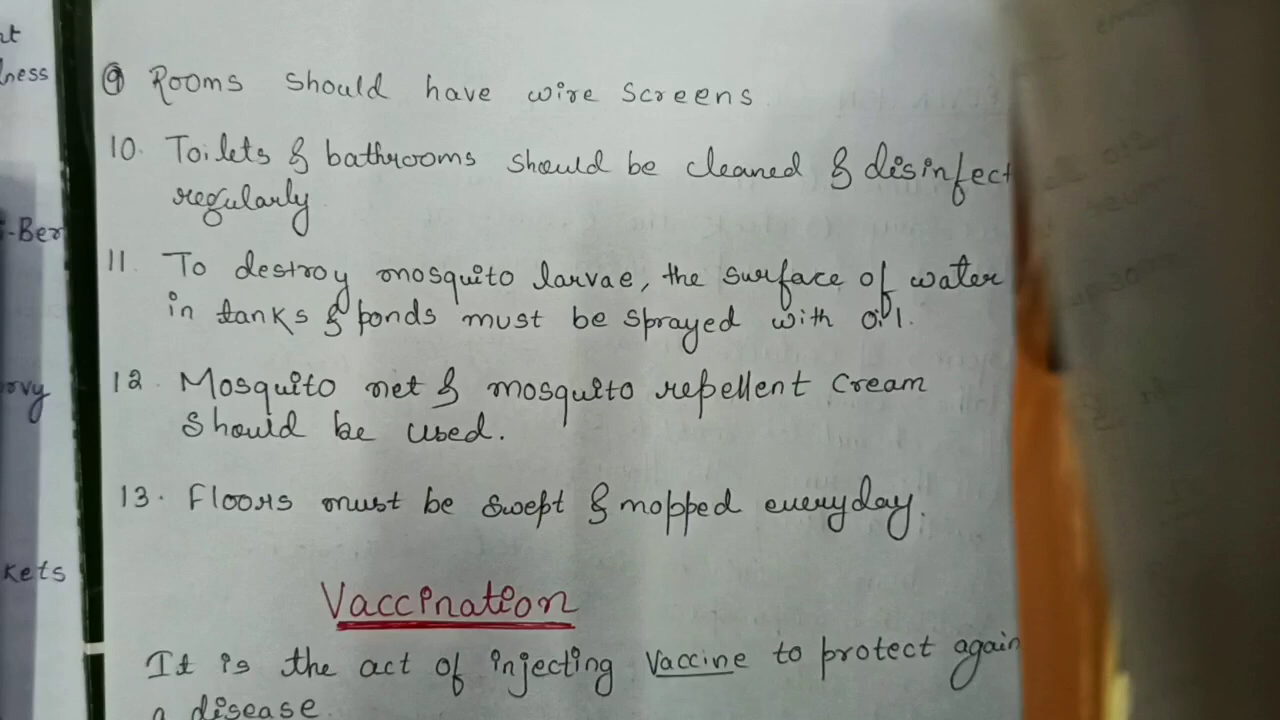 9 Rooms should have wire screens
10. Toilets & bathrooms should be cleaned & disinfect
regularly.
11. To destroy mosquito larvae, the surface of water
in tanks & ponds must be sprayed with oil.
12. Mosquito net & mosquito repellent cream
should be used.
13. Floors must be swept & mopped everyday.
Vaccination
It is the act of injecting Vaccine to protect again
a disease.
ness
-Ber
kets